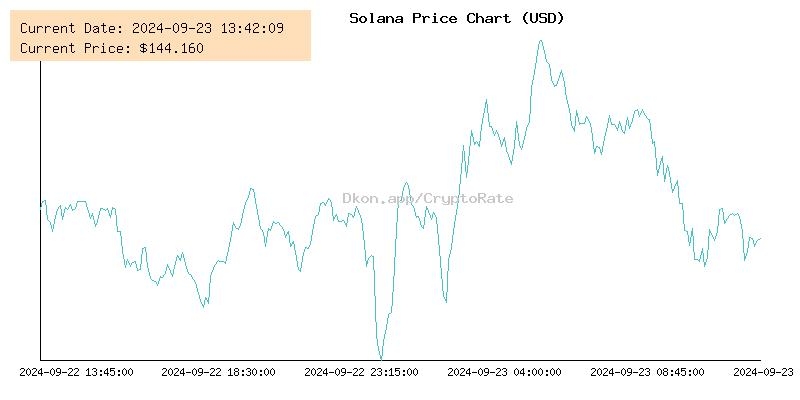 Solana Price Chart (USD)
Current Date: 2024-09-23 13:42:09
Current Price: $144.160
Dkon.app/CryptoRate
2024-09-22 13:45:00
2024-09-22 18:30:00
2024-09-22 23:15:00
2024-09-23 04:00:00
2024-09-23 08:45:00
2024-09-23